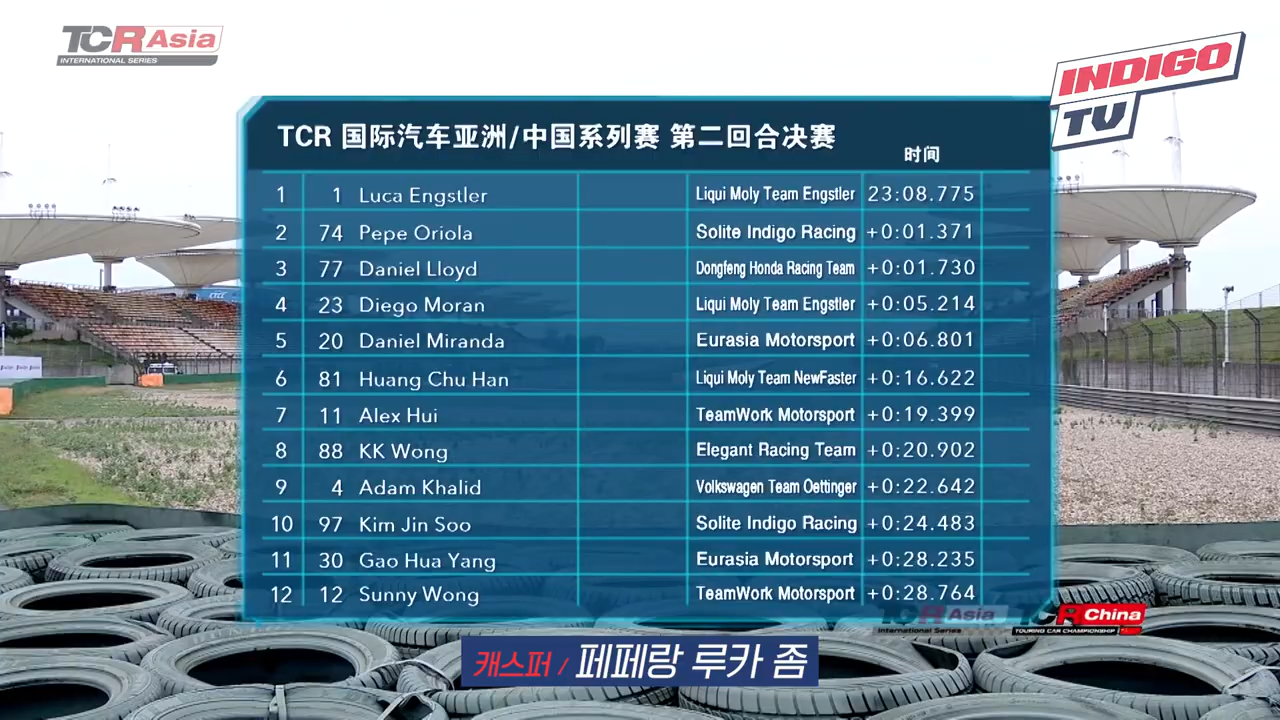 TCR Asia
INTERNATIONAL SERIES
INDIGO
TV
TCR 国际汽车亚洲/中国系列赛 第二回合决赛
时间
1 1 Luca Engstler Liqui Moly Team Engstler 23:08.775
2 74 Pepe Oriola Solite Indigo Racing +0:01.371
3 77 Daniel Lloyd Dongfeng Honda Racing Team +0:01.730
4 23 Diego Moran Liqui Moly Team Engstler +0:05.214
5 20 Daniel Miranda Eurasia Motorsport +0:06.801
6 81 Huang Chu Han Liqui Moly Team NewFaster +0:16.622
7 11 Alex Hui TeamWork Motorsport +0:19.399
8 88 KK Wong Elegant Racing Team +0:20.902
9 4 Adam Khalid Volkswagen Team Oettinger +0:22.642
10 97 Kim Jin Soo Solite Indigo Racing +0:24.483
11 30 Gao Hua Yang Eurasia Motorsport +0:28.235
12 12 Sunny Wong TeamWork Motorsport +0:28.764
TCR Asia TCR China
International Series TOURING CAR CHAMPIONSHIP
캐스퍼 / 페페랑 루카 좀